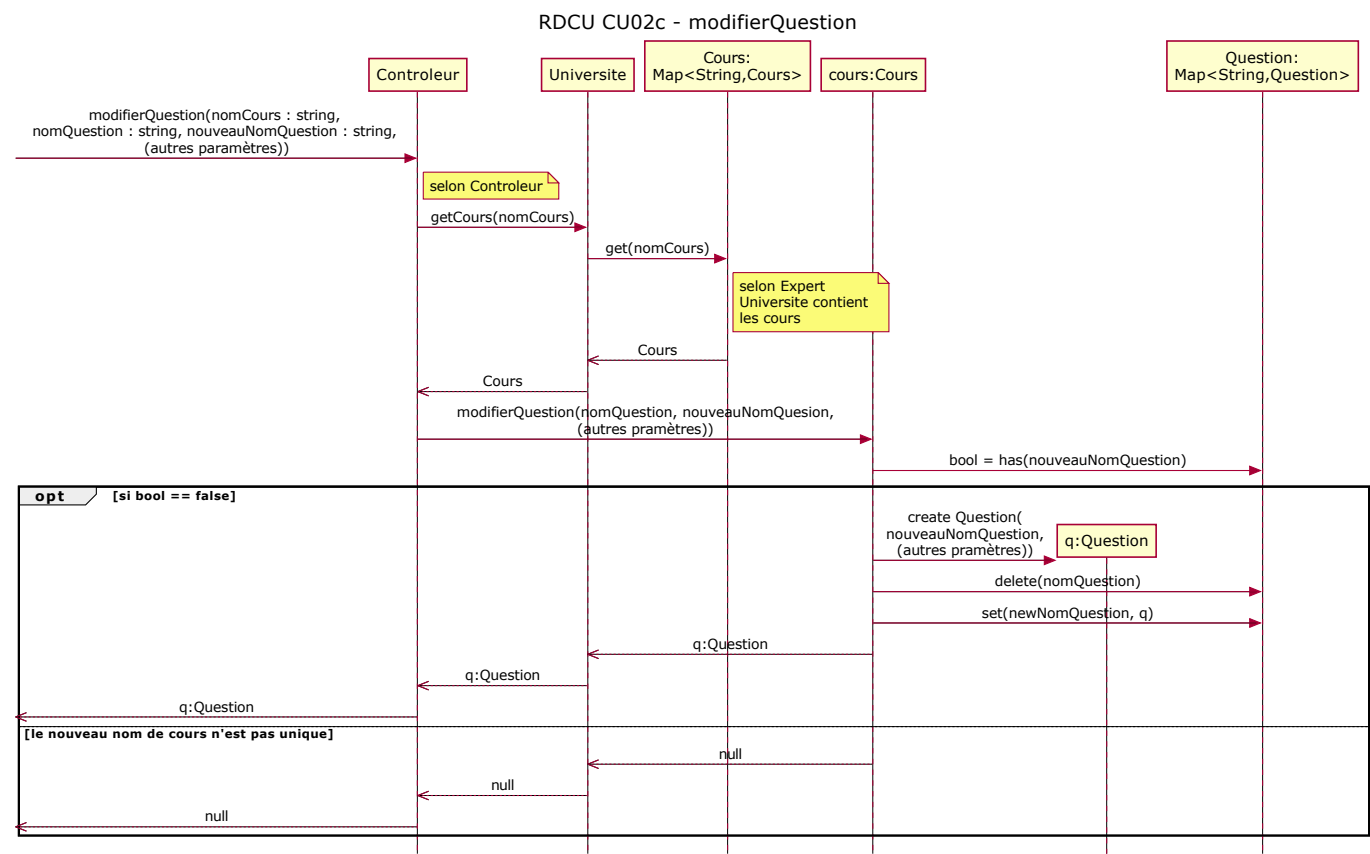 RDCU CU02c - modifierQuestion
Controleur
Universite
Cours:
Map<String,Cours>
cours:Cours
Question:
Map<String,Question>
modifierQuestion(nomCours : string,
nomQuestion : string, nouveauNomQuestion : string,
(autres paramètres))
selon Controleur
getCours(nomCours)
get(nomCours)
selon Expert
Universite contient
les cours
Cours
Cours
modifierQuestion(nomQuestion, nouveauNomQuesion,
(autres pramètres))
bool = has(nouveauNomQuestion)
opt [si bool == false]
create Question(
nouveauNomQuestion,
(autres pramètres))
q:Question
delete(nomQuestion)
set(newNomQuestion, q)
q:Question
q:Question
q:Question
[le nouveau nom de cours n'est pas unique]
null
null
null